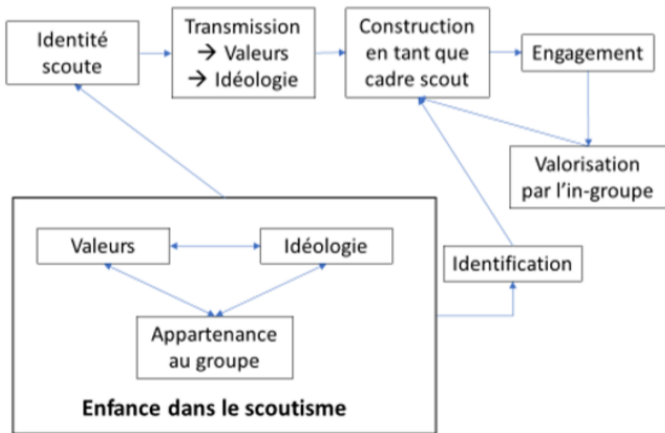 Identité
scoute
Transmission
→ Valeurs
→ Idéologie
Construction
en tant que
cadre scout
Engagement
Valorisation
par l'in-groupe
Valeurs
Idéologie
Identification
Appartenance
au groupe
Enfance dans le scoutisme